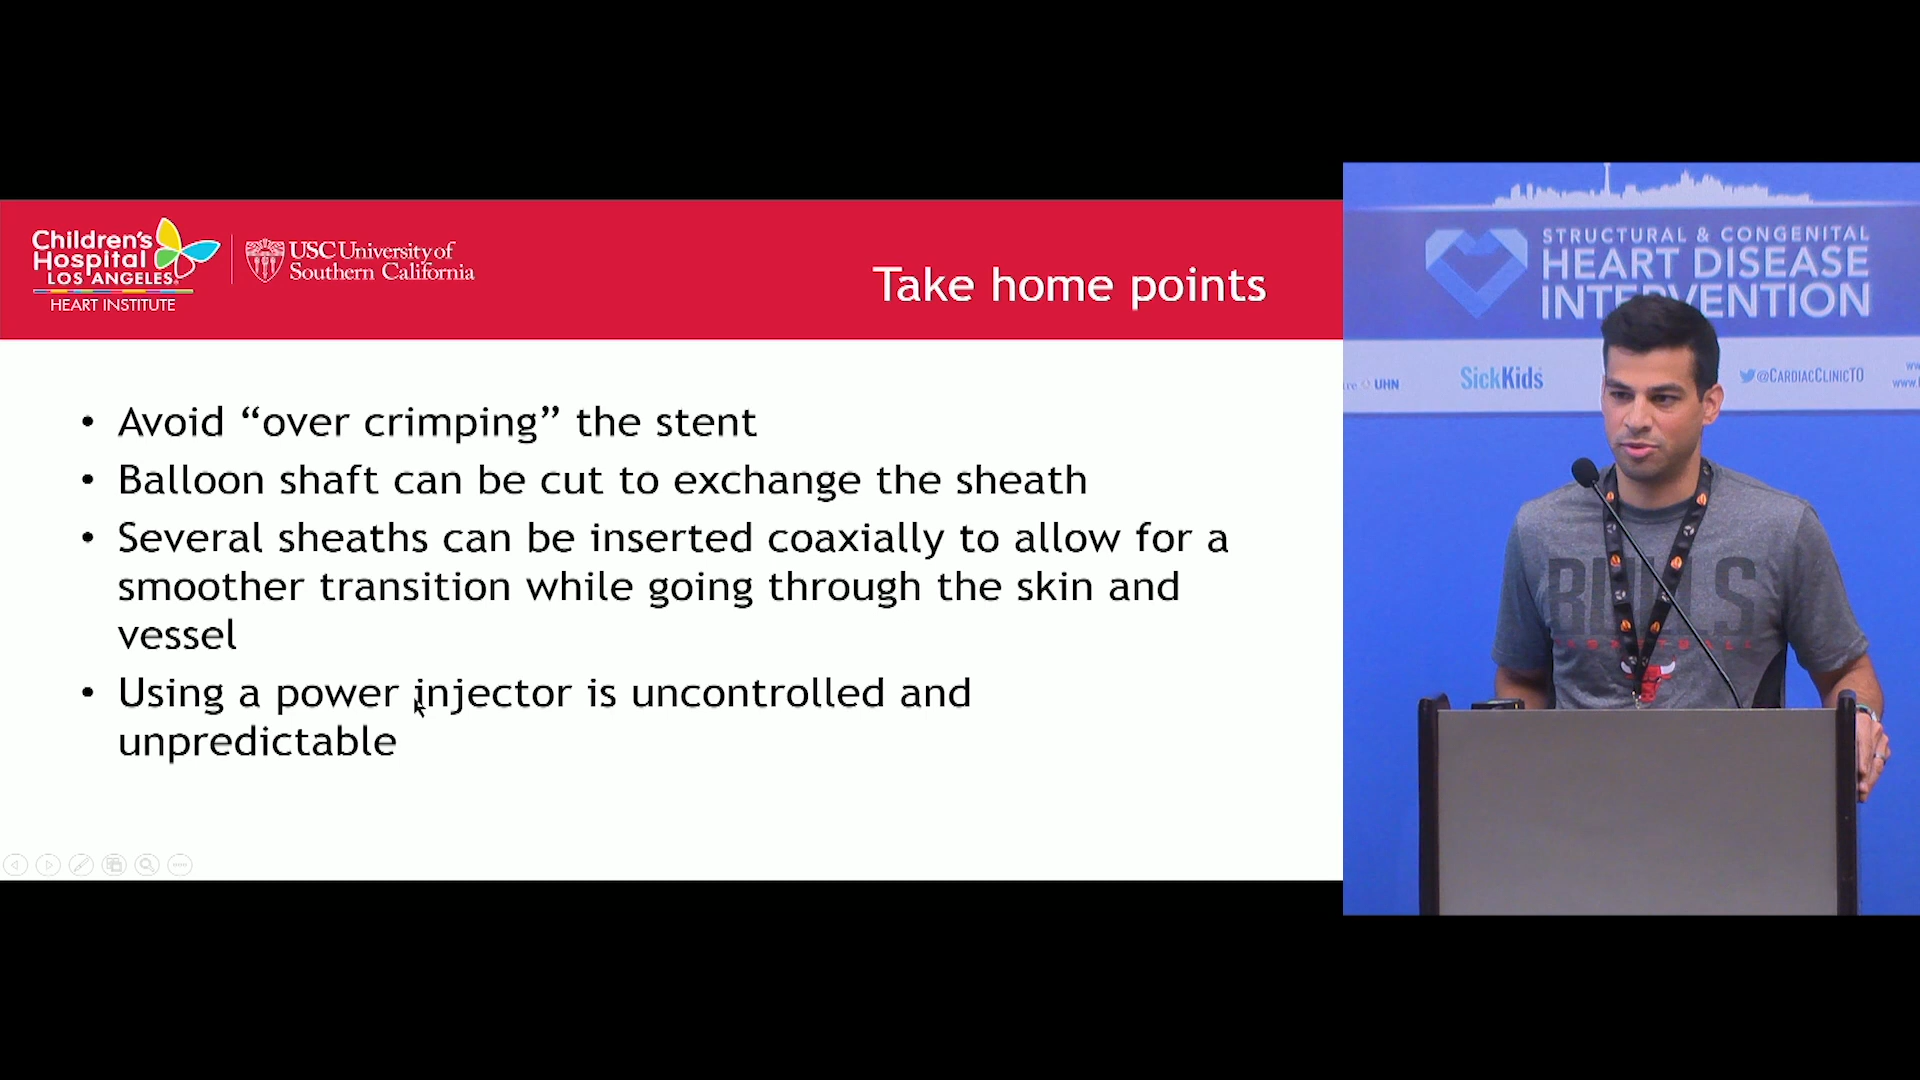 Children's
Hospital
LOS ANGELES
HEART INSTITUTE
USC University of
Southern California
Take home points
• Avoid “over crimping” the stent
• Balloon shaft can be cut to exchange the sheath
• Several sheaths can be inserted coaxially to allow for a
smoother transition while going through the skin and
vessel
• Using a power injector is uncontrolled and
unpredictable
STRUCTURAL & CONGENITAL
HEART DISEASE
INTERVENTION
UHN
SickKids
@CARDIACCLINICTO
BULLS
BASKETBALL